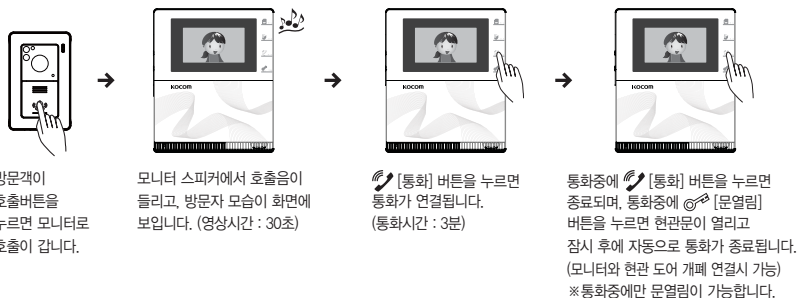 KOCOM
KOCOM
KOCOM
방문객이
호출버튼을
누르면 모니터로
호출이 갑니다.
모니터 스피커에서 호출음이
들리고, 방문자 모습이 화면에
보입니다. (영상시간 : 30초)
[통화] 버튼을 누르면
통화가 연결됩니다.
(통화시간 : 3분)
통화중에 [통화] 버튼을 누르면
종료되며, 통화중에 [문열림]
버튼을 누르면 현관문이 열리고
잠시 후에 자동으로 통화가 종료됩니다.
(모니터와 현관 도어 개폐 연결시 가능)
※통화중에만 문열림이 가능합니다.